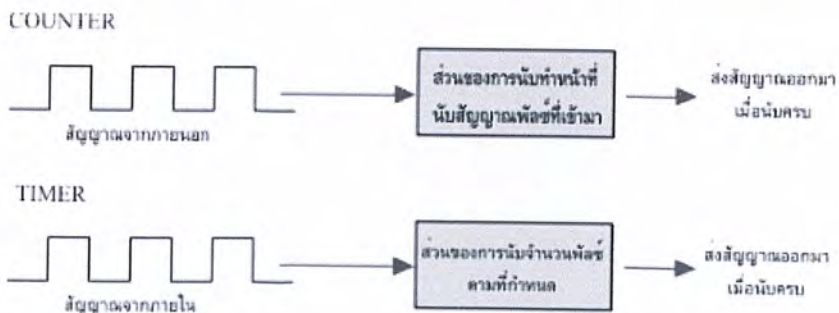 COUNTER
ส่วนของการนับทำหน้าที่
นับสัญญาณพัลซ์ที่เข้ามา
ส่งสัญญาณออกมา
เมื่อนับครบ
สัญญาณจากภายนอก
TIMER
ส่วนของการนับจำนวนพัลซ์
ตามที่กำหนด
ส่งสัญญาณออกมา
เมื่อนับครบ
สัญญาณจากภายใน